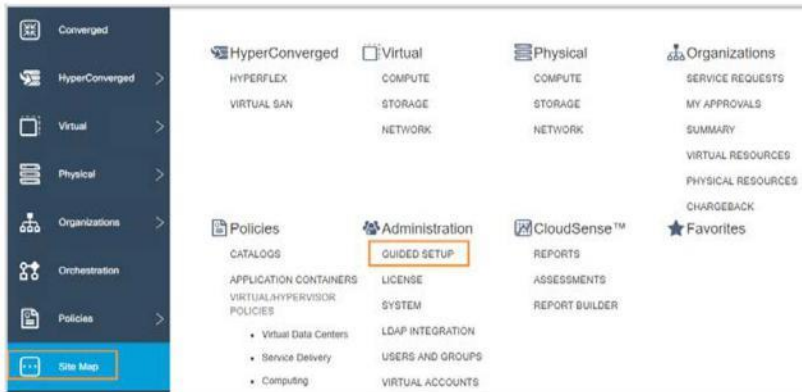 Converged
HyperConverged
Virtual
Physical
Organizations
Orchestration
Policies
Site Map
HyperConverged
HYPERFLEX
VIRTUAL SAN
Virtual
COMPUTE
STORAGE
NETWORK
Physical
COMPUTE
STORAGE
NETWORK
Organizations
SERVICE REQUESTS
MY APPROVALS
SUMMARY
VIRTUAL RESOURCES
PHYSICAL RESOURCES
CHARGEBACK
Policies
CATALOGS
APPLICATION CONTAINERS
VIRTUAL/HYPERVISOR
POLICIES
• Virtual Data Centers
• Service Delivery
• Computing
Administration
GUIDED SETUP
LICENSE
SYSTEM
LDAP INTEGRATION
USERS AND GROUPS
VIRTUAL ACCOUNTS
CloudSense™
REPORTS
ASSESSMENTS
REPORT BUILDER
Favorites